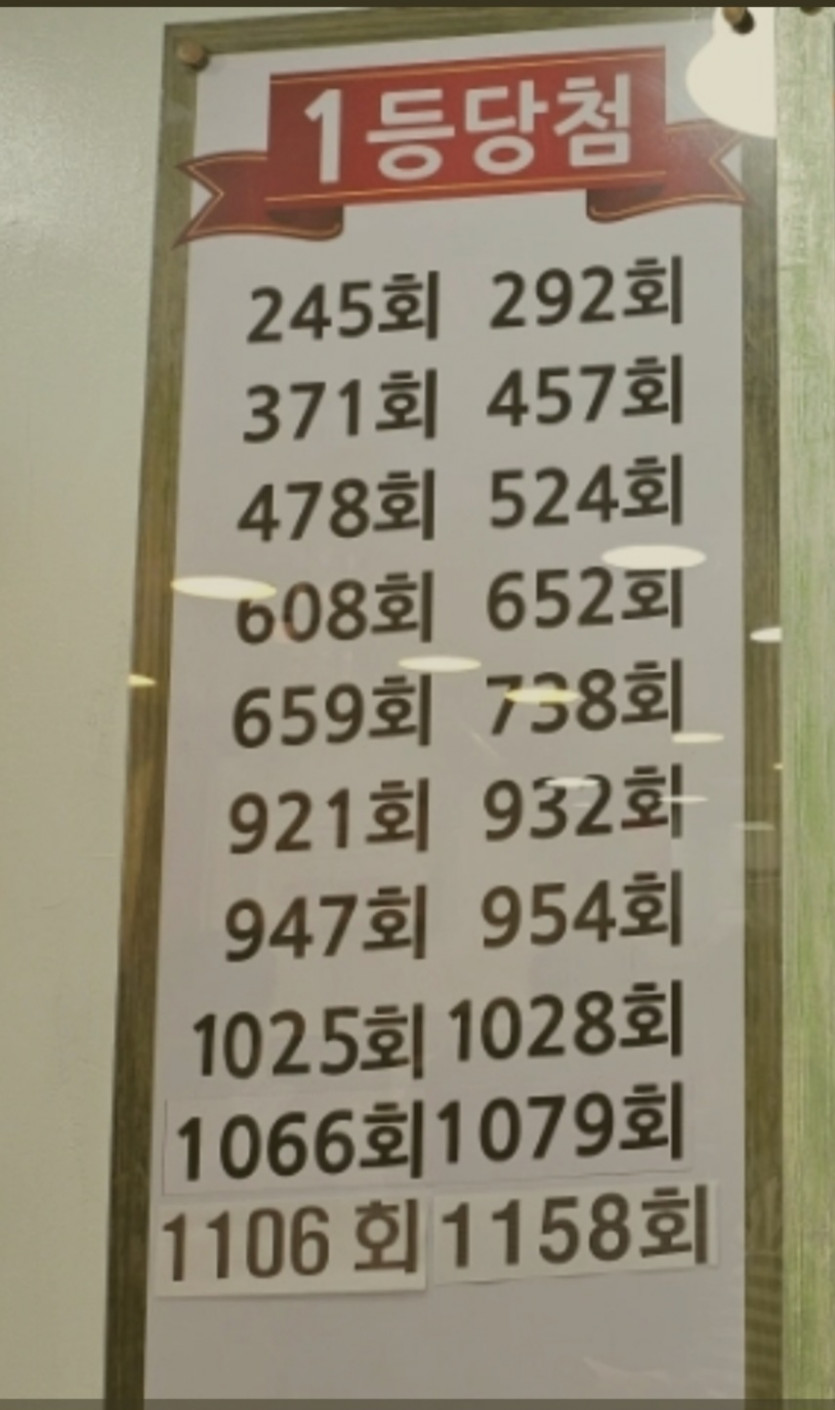 1등당첨
245회 292회
371회 457회
478회 524회
608회 652회
659회 738회
921회 932회
947회 954회
1025회 1028회
1066회 1079회
1106 회 1158회